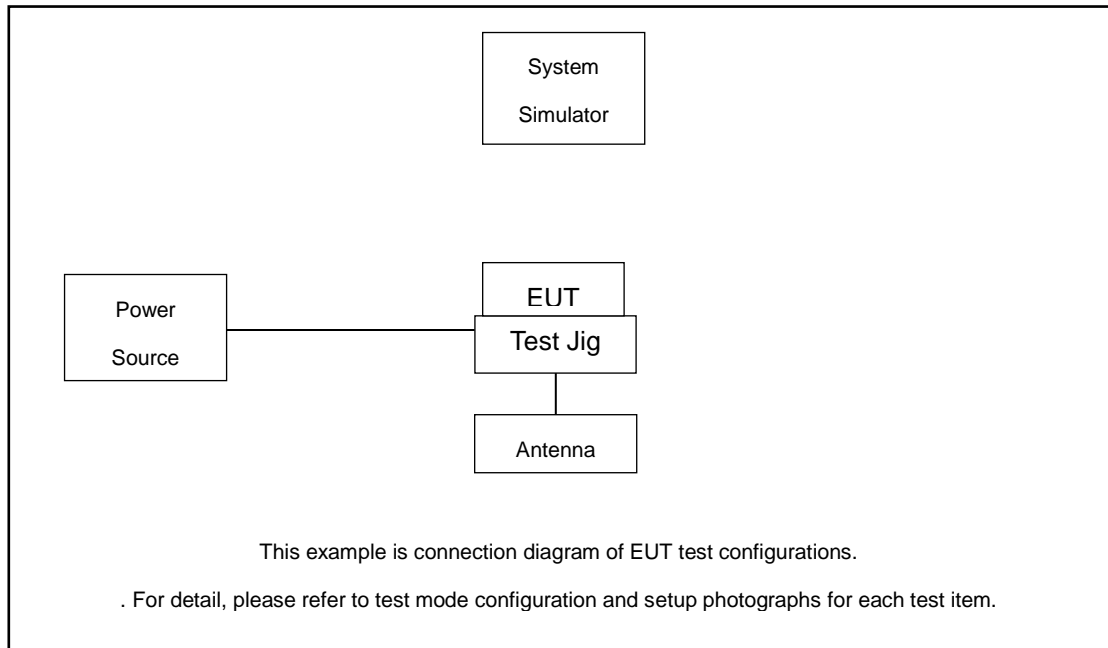 System
Simulator
EUT
Power
Source
Test Jig
Antenna
This example is connection diagram of EUT test configurations.
. For detail, please refer to test mode configuration and setup photographs for each test item.